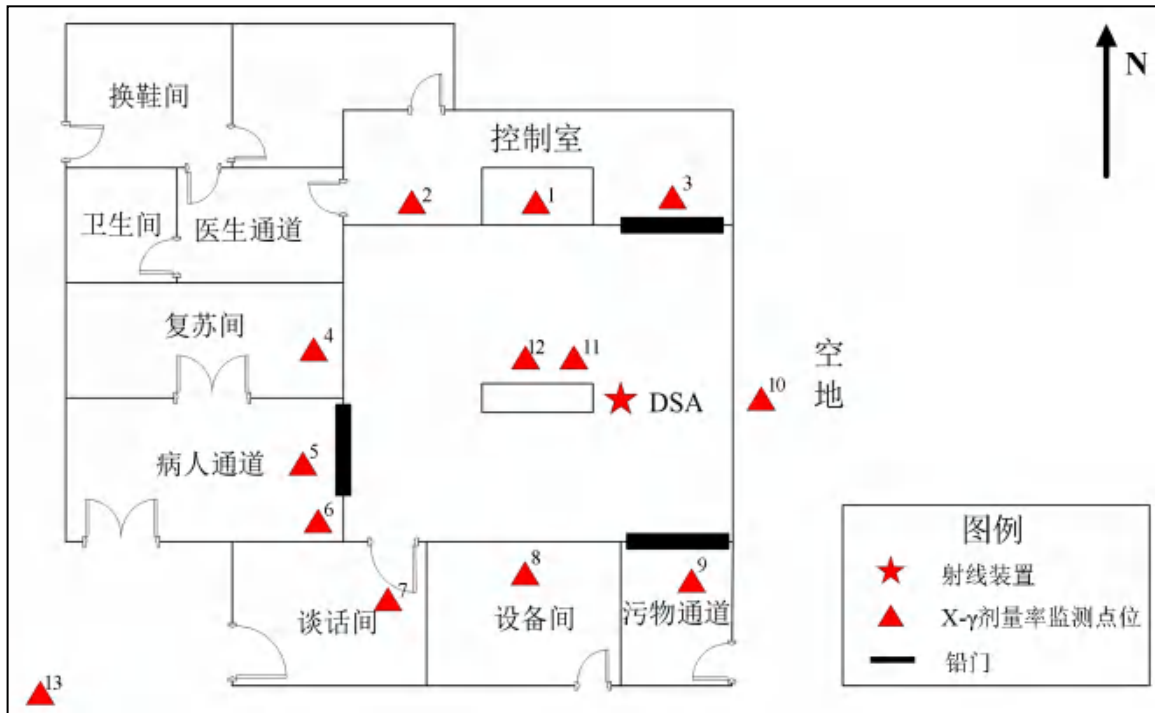 N
换鞋间
控制室
2
1
3
卫生间
医生通道
复苏间
4
12
11
DSA
空
地
10
病人通道
5
6
7
谈话间
8
设备间
9
污物通道
13
图例
射线装置
X-γ剂量率监测点位
铅门